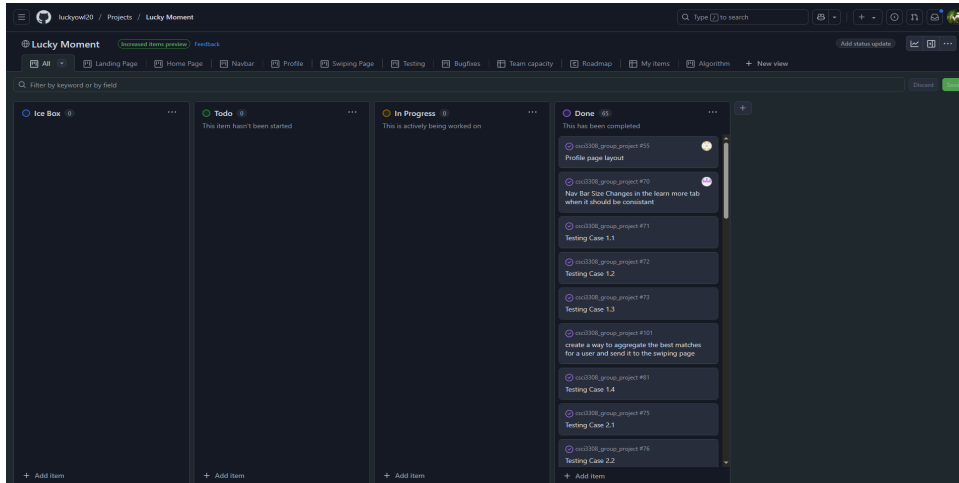 luckyowl20 / Projects / Lucky Moment
Type / to search
Lucky Moment
Increased items preview
Feedback
Add status update
All
Landing Page
Home Page
Navbar
Profile
Swiping Page
Testing
Bugfixes
Team capacity
Roadmap
My items
Algorithm
+ New view
Filter by keyword or by field
Discard
Ice Box 0
+ Add item
Todo 0
This item hasn't been started
+ Add item
In Progress 0
This is actively being worked on
+ Add item
Done 65
This has been completed
csci3308_group_project #55
Profile page layout
csci3308_group_project #70
Nav Bar Size Changes in the learn more tab
when it should be consistant
csci3308_group_project #71
Testing Case 1.1
csci3308_group_project #72
Testing Case 1.2
csci3308_group_project #73
Testing Case 1.3
csci3308_group_project #101
create a way to aggregate the best matches
for a user and send it to the swiping page
csci3308_group_project #81
Testing Case 1.4
csci3308_group_project #75
Testing Case 2.1
csci3308_group_project #76
Testing Case 2.2
+ Add item